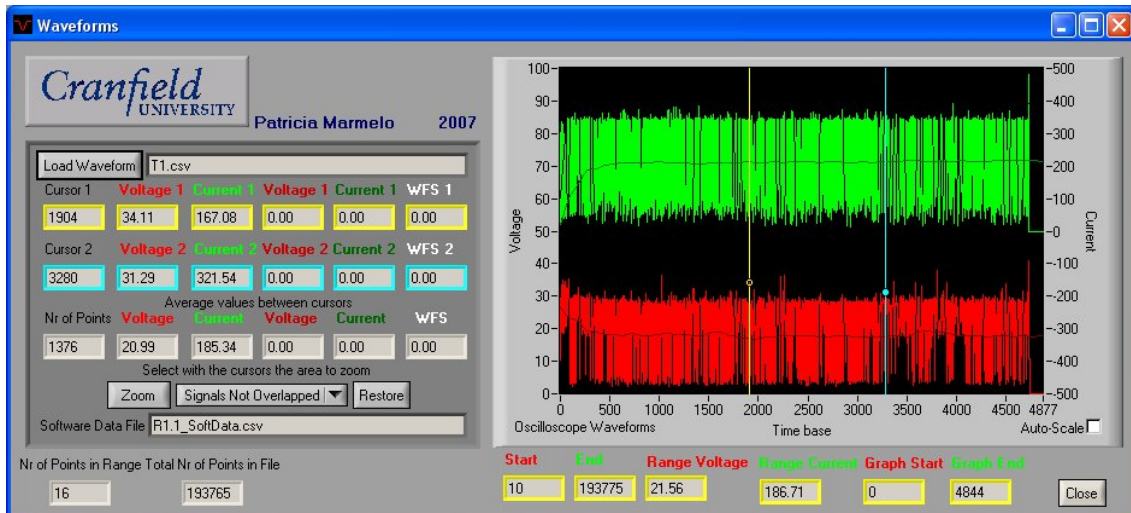 Waveforms
Cranfield
UNIVERSITY
Patricia Marmelo 2007
Load Waveform T1.csv
Cursor 1 Voltage 1 Current 1 Voltage 1 Current 1 WFS 1
1904 34.11 167.08 0.00 0.00 0.00
Cursor 2 Voltage 2 Current 2 Voltage 2 Current 2 WFS 2
3280 31.29 321.54 0.00 0.00 0.00
Average values between cursors
Nr of Points Voltage Current Voltage Current WFS
1376 20.99 185.34 0.00 0.00 0.00
Select with the cursors the area to zoom
Zoom Signals Not Overlapped Restore
Software Data File R1.1_SoftData.csv
Nr of Points in Range Total Nr of Points in File
16 193765
100
90
80
70
60
50
40
30
20
10
0
Voltage
500
400
300
200
100
0
-100
-200
-300
-400
-500
Current
0 500 1000 1500 2000 2500 3000 3500 4000 4500 4877
Oscilloscope Waveforms Time base Auto-Scale
Start End Range Voltage Range Current Graph Start Graph End
10 193775 21.56 186.71 0 4844
Close